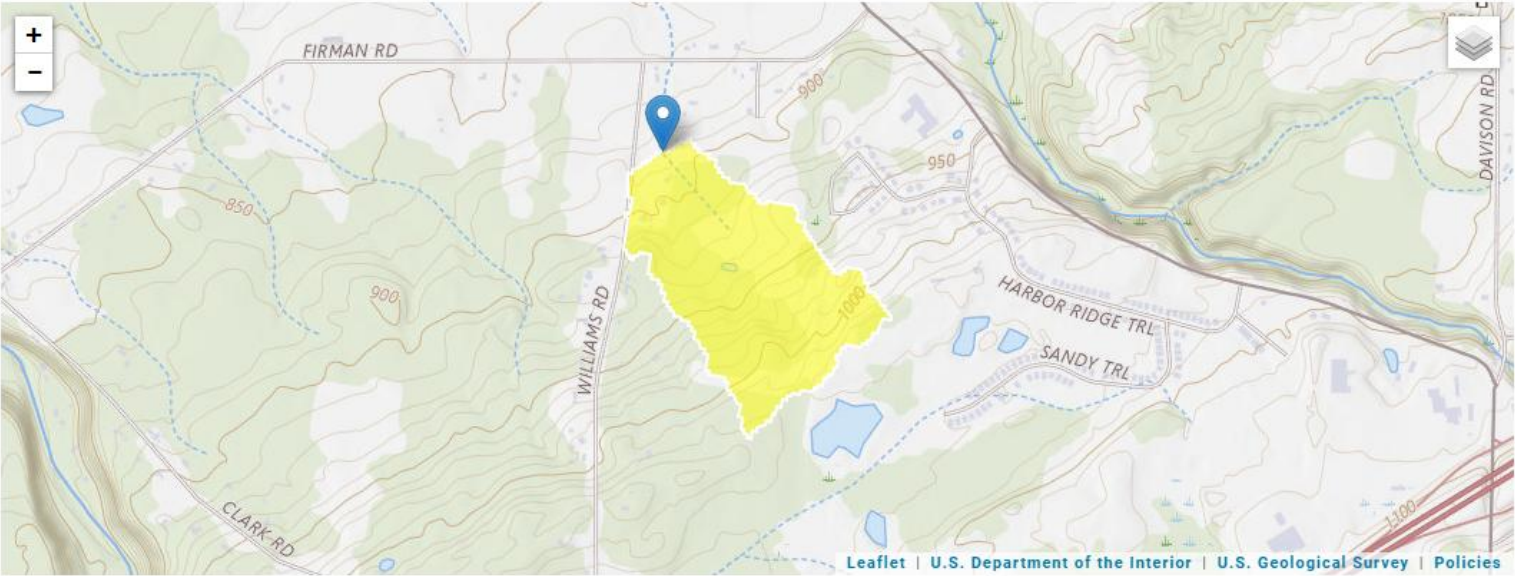 +
−
FIRMAN RD
900
950
DAVISON RD
850
900
WILLIAMS RD
1000
HARBOR RIDGE TRL
SANDY TRL
CLARK RD
1100
Leaflet | U.S. Department of the Interior | U.S. Geological Survey | Policies